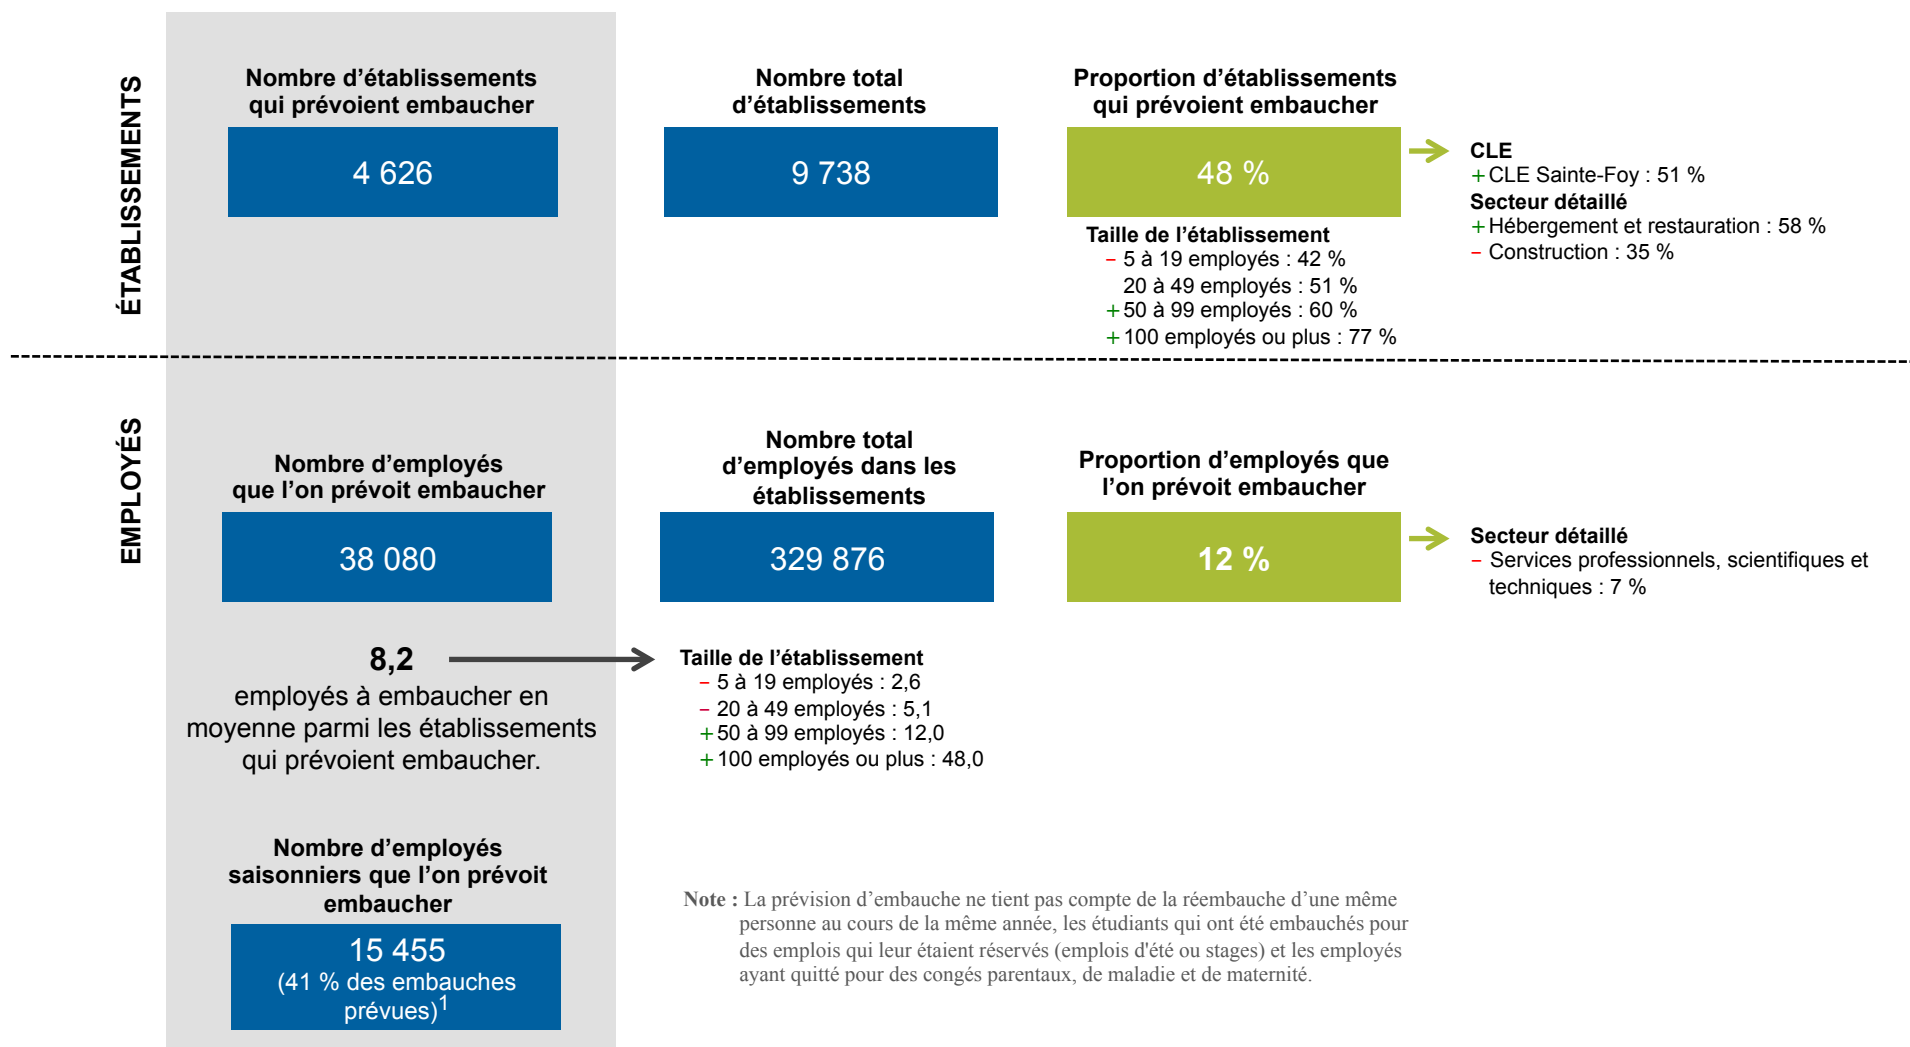 ÉTABLISSEMENTS
Nombre d’établissements
qui prévoient embaucher
4 626
Nombre total
d’établissements
9 738
Proportion d’établissements
qui prévoient embaucher
48 %
Taille de l’établissement
– 5 à 19 employés : 42 %
20 à 49 employés : 51 %
+ 50 à 99 employés : 60 %
+ 100 employés ou plus : 77 %
CLE
+ CLE Sainte-Foy : 51 %
Secteur détaillé
+ Hébergement et restauration : 58 %
– Construction : 35 %
EMPLOYÉS
Nombre d’employés
que l’on prévoit embaucher
38 080
Nombre total
d’employés dans les
établissements
329 876
Proportion d’employés que
l’on prévoit embaucher
12 %
Secteur détaillé
– Services professionnels, scientifiques et
techniques : 7 %
8,2
employés à embaucher en
moyenne parmi les établissements
qui prévoient embaucher.
Taille de l’établissement
– 5 à 19 employés : 2,6
– 20 à 49 employés : 5,1
+ 50 à 99 employés : 12,0
+ 100 employés ou plus : 48,0
Nombre d’employés
saisonniers que l’on prévoit
embaucher
15 455
(41 % des embauches
prévues)1
Note : La prévision d’embauche ne tient pas compte de la réembauche d’une même
personne au cours de la même année, les étudiants qui ont été embauchés pour
des emplois qui leur étaient réservés (emplois d'été ou stages) et les employés
ayant quitté pour des congés parentaux, de maladie et de maternité.